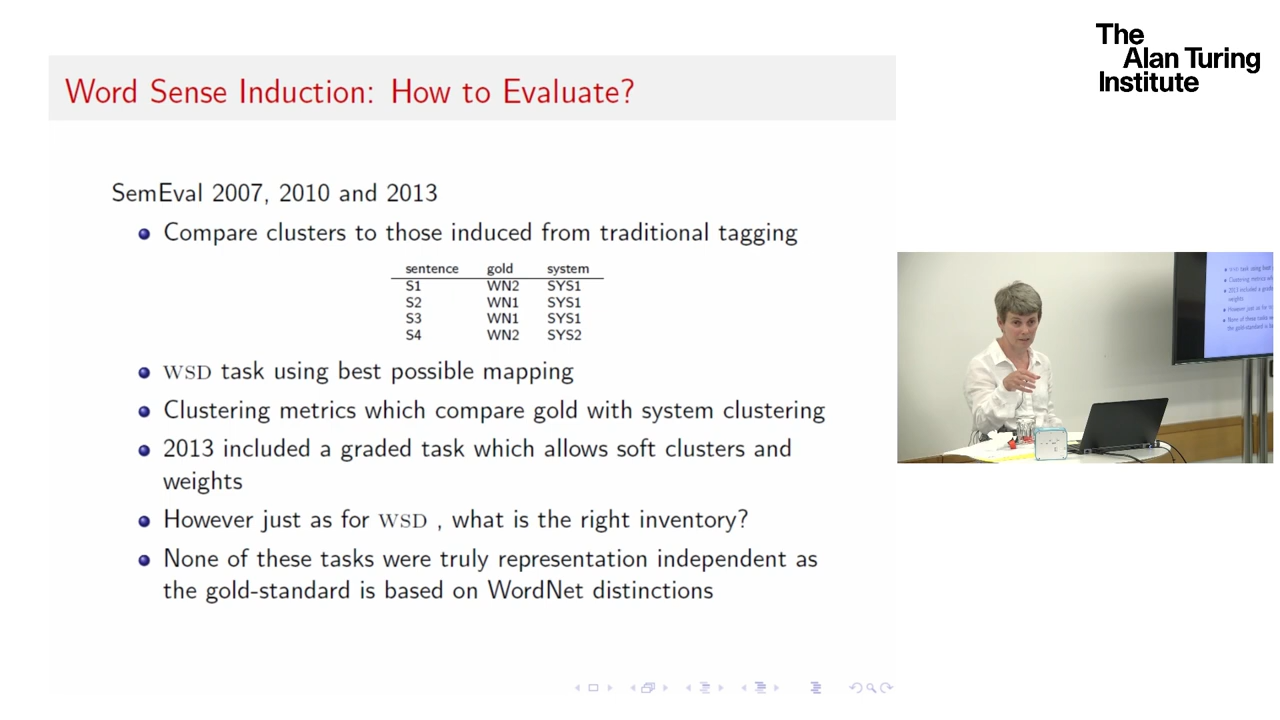 The
Alan Turing
Institute
Word Sense Induction: How to Evaluate?
SemEval 2007, 2010 and 2013
Compare clusters to those induced from traditional tagging
sentence gold system
S1 WN2 SYS1
S2 WN1 SYS1
S3 WN1 SYS1
S4 WN2 SYS2
WSD task using best possible mapping
Clustering metrics which compare gold with system clustering
2013 included a graded task which allows soft clusters and
weights
However just as for WSD , what is the right inventory?
None of these tasks were truly representation independent as
the gold-standard is based on WordNet distinctions